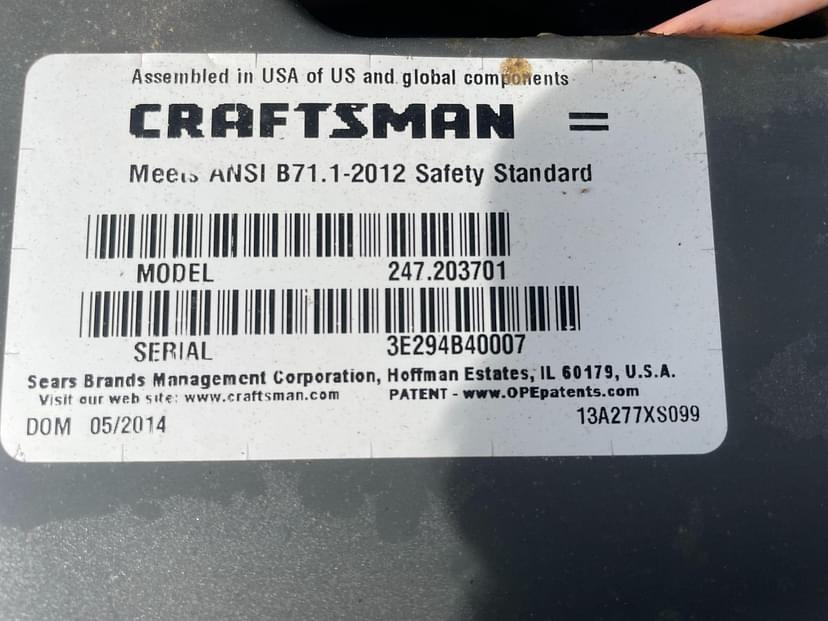 Assembled in USA of US and global components
CRAFTSMAN
Meets ANSI B71.1-2012 Safety Standard
MODEL 247.203701
SERIAL 3E294B40007
Sears Brands Management Corporation, Hoffman Estates, IL 60179, U.S.A.
Visit our web site: www.craftsman.com PATENT - www.OPEpatents.com
DOM 05/2014 13A277XS099